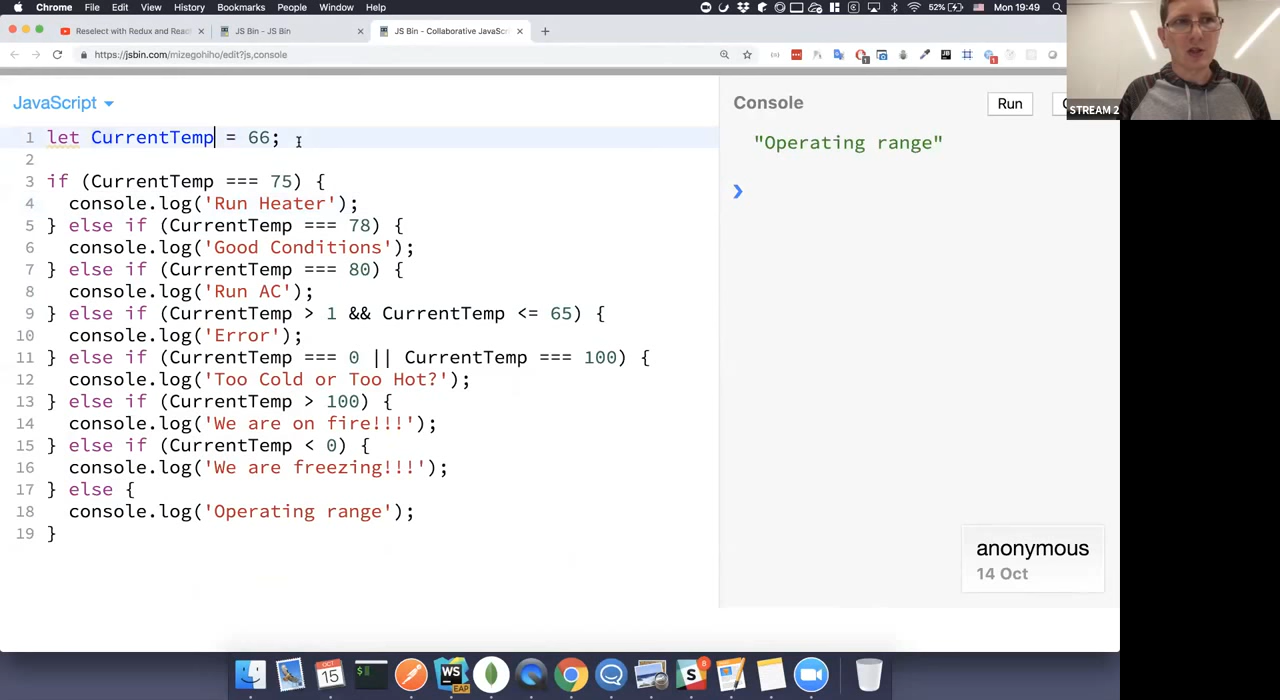 Chrome File Edit View History Bookmarks People Window Help 52% Mon 19:49
Reselect with Redux and Reac × JS Bin - JS Bin × JS Bin - Collaborative JavaScr × +
https://jsbin.com/mizegohiho/edit?js,console
STREAM 2
JavaScript
Console
Run
1 let CurrentTemp = 66;
2
3 if (CurrentTemp === 75) {
4 console.log('Run Heater');
5 } else if (CurrentTemp === 78) {
6 console.log('Good Conditions');
7 } else if (CurrentTemp === 80) {
8 console.log('Run AC');
9 } else if (CurrentTemp > 1 && CurrentTemp <= 65) {
10 console.log('Error');
11 } else if (CurrentTemp === 0 || CurrentTemp === 100) {
12 console.log('Too Cold or Too Hot?');
13 } else if (CurrentTemp > 100) {
14 console.log('We are on fire!!!');
15 } else if (CurrentTemp < 0) {
16 console.log('We are freezing!!!');
17 } else {
18 console.log('Operating range');
19 }
"Operating range"
❯
anonymous
14 Oct
OCT
15
$
WS
EAP
S
8